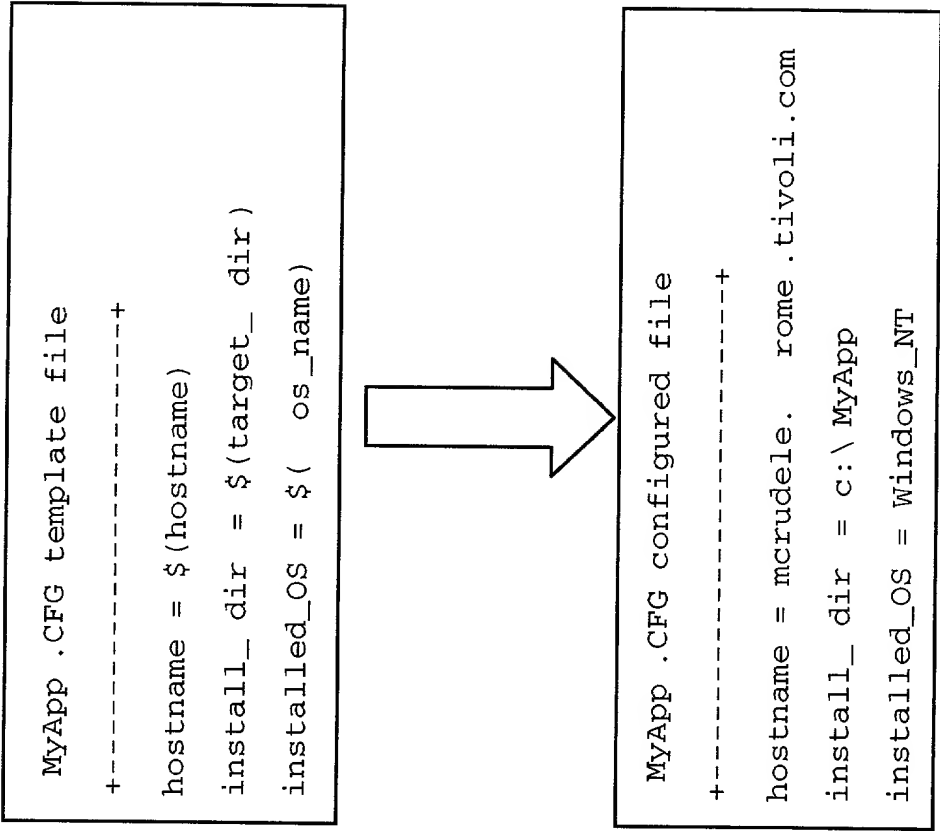 MyApp .CFG template file
+-----------------------+
hostname = $(hostname)
install_ dir = $(target_ dir)
installed_OS = $( os_name)
MyApp .CFG configured file
+-----------------------+
hostname = mcrudele. rome.tivoli.com
install_ dir = c:\ MyApp
installed_OS = Windows_NT